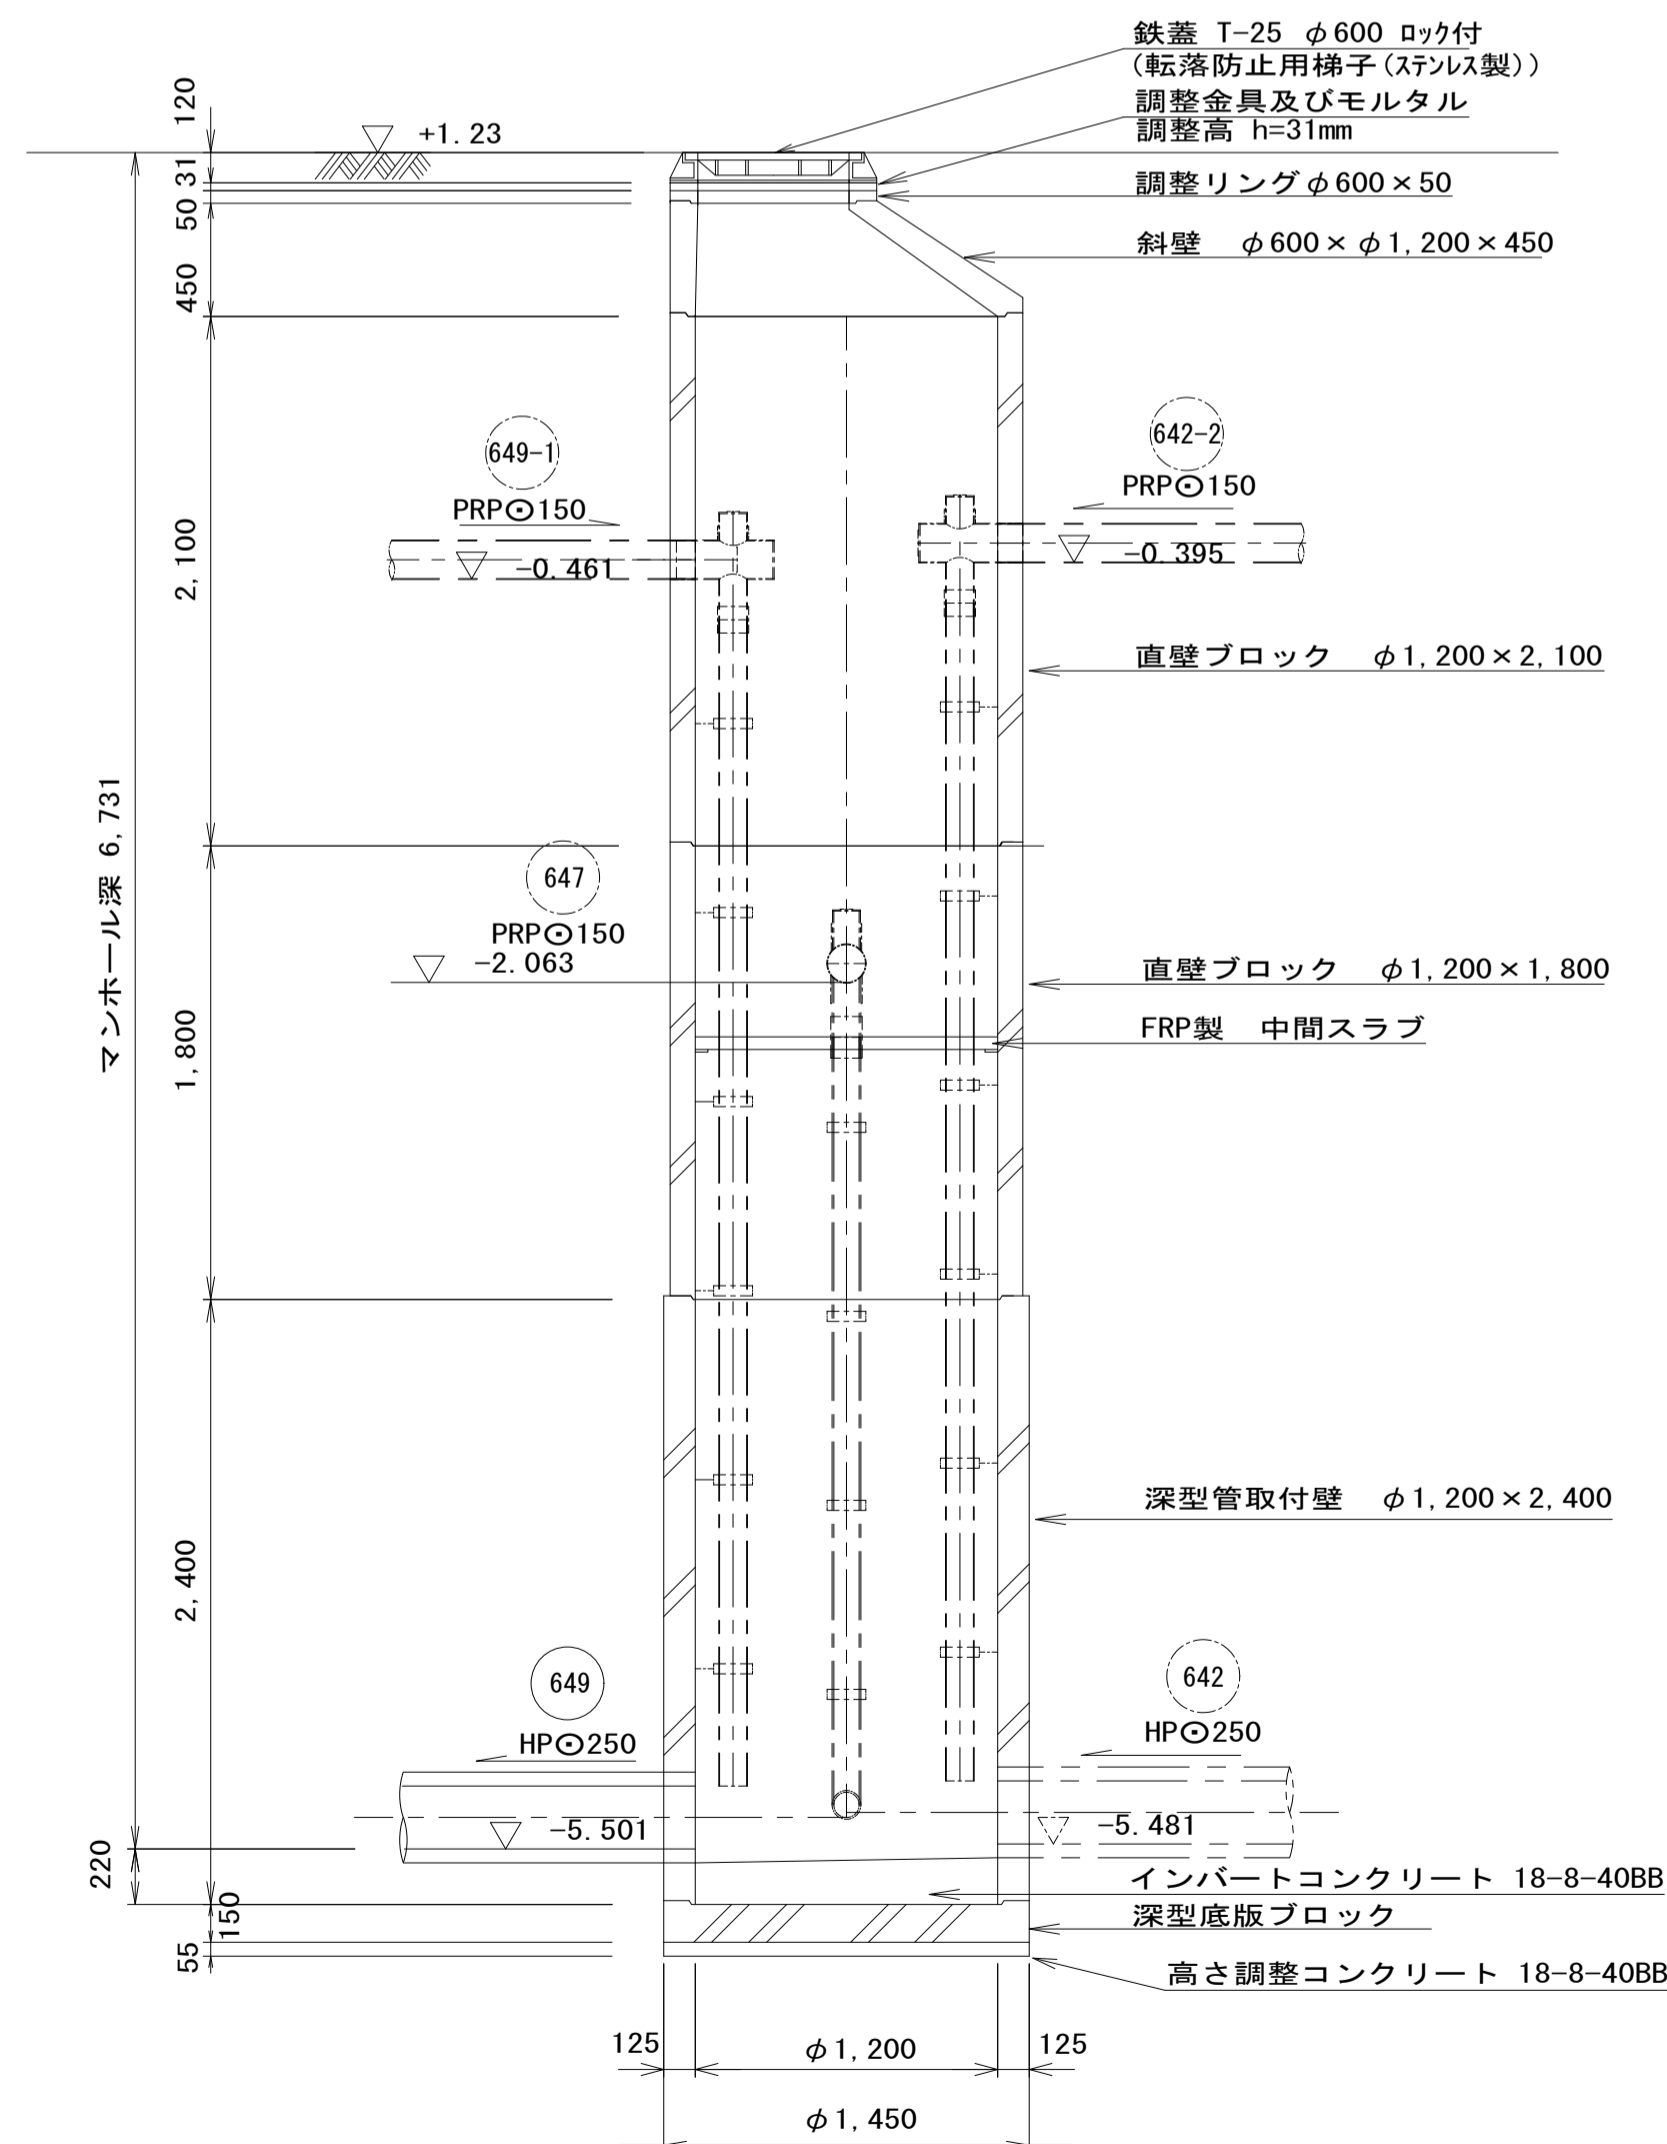 鉄蓋 T-25 φ600 ロック付
(転落防止用梯子(ステンレス製))
調整金具及びモルタル
調整高 h=31mm
調整リングφ600×50
斜壁 φ600×φ1,200×450
120
+1.23
31
50
450
2,100
1,800
2,400
マンホール深 6,731
220
150
55
649-1
PRP⊙150
-0.461
642-2
PRP⊙150
-0.395
直壁ブロック φ1,200×2,100
647
PRP⊙150
-2.063
直壁ブロック φ1,200×1,800
FRP製 中間スラブ
深型管取付壁 φ1,200×2,400
649
HP⊙250
-5.501
642
HP⊙250
-5.481
インバートコンクリート 18-8-40BB
深型底版ブロック
高さ調整コンクリート 18-8-40BB
125
φ1,200
125
φ1,450